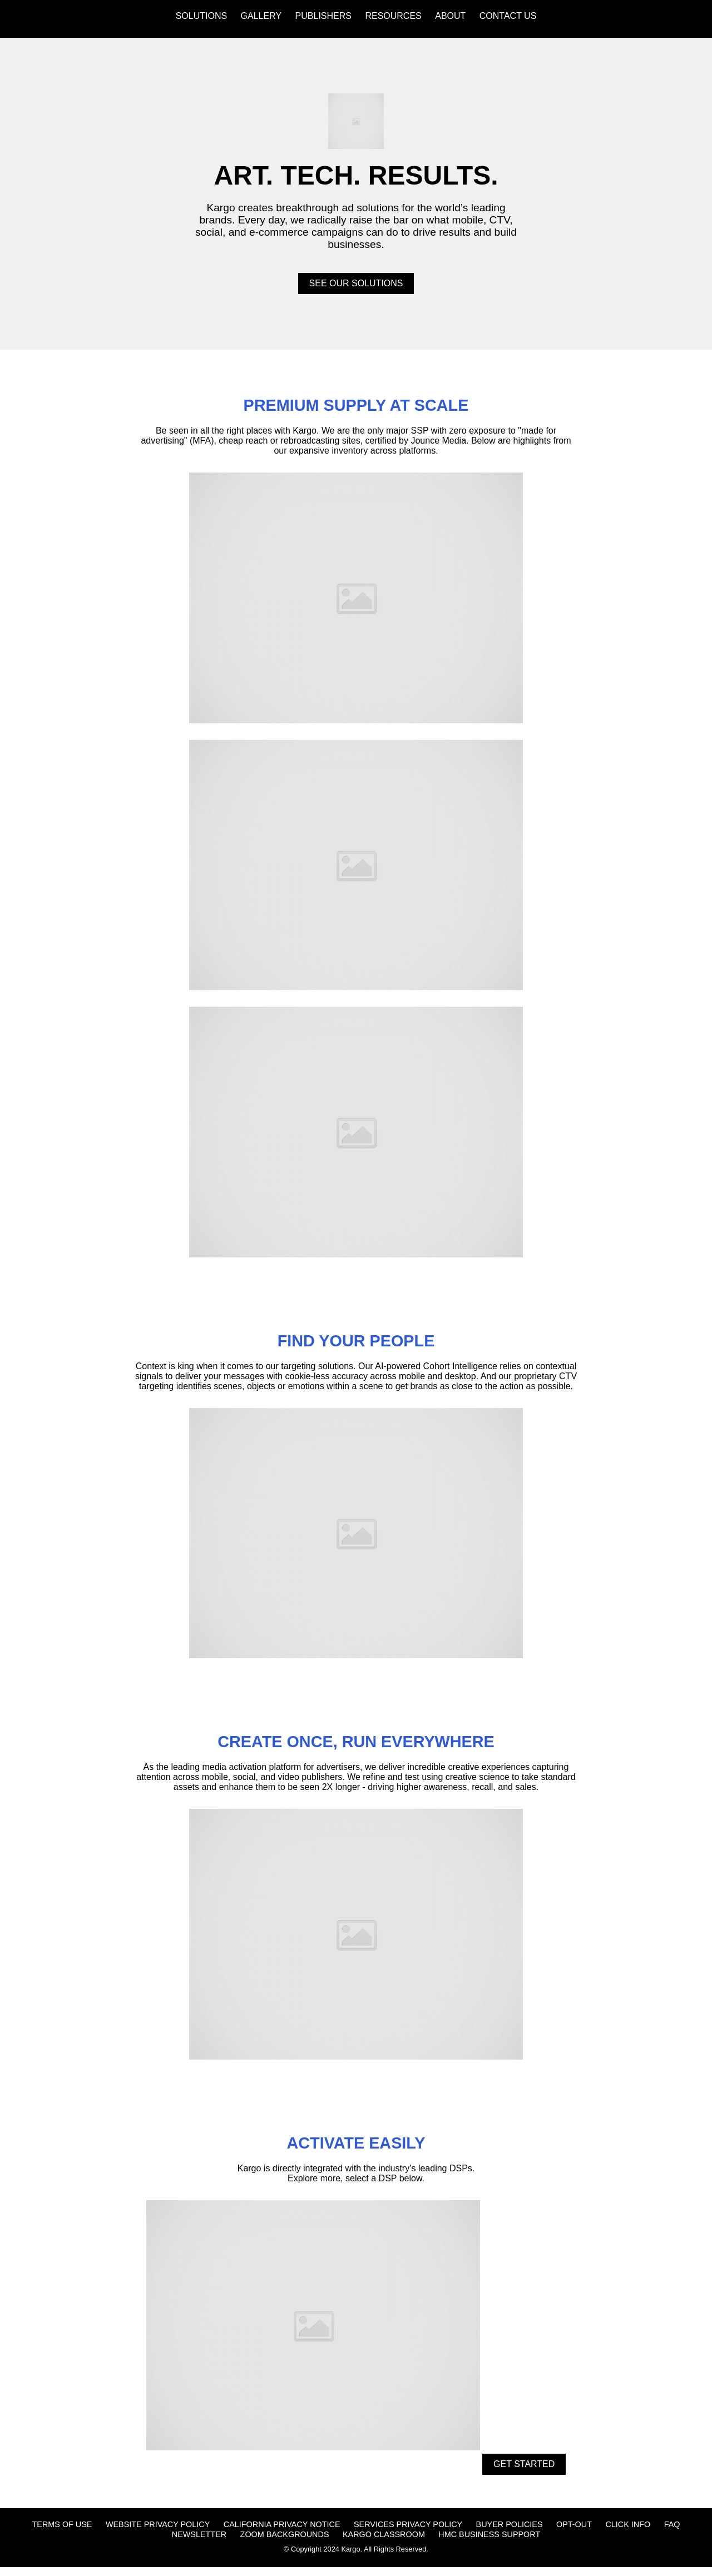 SOLUTIONS GALLERY PUBLISHERS RESOURCES ABOUT CONTACT US
ART. TECH. RESULTS.
Kargo creates breakthrough ad solutions for the world's leading
brands. Every day, we radically raise the bar on what mobile, CTV,
social, and e-commerce campaigns can do to drive results and build
businesses.
SEE OUR SOLUTIONS
PREMIUM SUPPLY AT SCALE
Be seen in all the right places with Kargo. We are the only major SSP with zero exposure to "made for
advertising" (MFA), cheap reach or rebroadcasting sites, certified by Jounce Media. Below are highlights from
our expansive inventory across platforms.
FIND YOUR PEOPLE
Context is king when it comes to our targeting solutions. Our AI-powered Cohort Intelligence relies on contextual
signals to deliver your messages with cookie-less accuracy across mobile and desktop. And our proprietary CTV
targeting identifies scenes, objects or emotions within a scene to get brands as close to the action as possible.
CREATE ONCE, RUN EVERYWHERE
As the leading media activation platform for advertisers, we deliver incredible creative experiences capturing
attention across mobile, social, and video publishers. We refine and test using creative science to take standard
assets and enhance them to be seen 2X longer - driving higher awareness, recall, and sales.
ACTIVATE EASILY
Kargo is directly integrated with the industry's leading DSPs.
Explore more, select a DSP below.
GET STARTED
TERMS OF USE WEBSITE PRIVACY POLICY CALIFORNIA PRIVACY NOTICE SERVICES PRIVACY POLICY BUYER POLICIES OPT-OUT CLICK INFO FAQ
NEWSLETTER ZOOM BACKGROUNDS KARGO CLASSROOM HMC BUSINESS SUPPORT
© Copyright 2024 Kargo. All Rights Reserved.